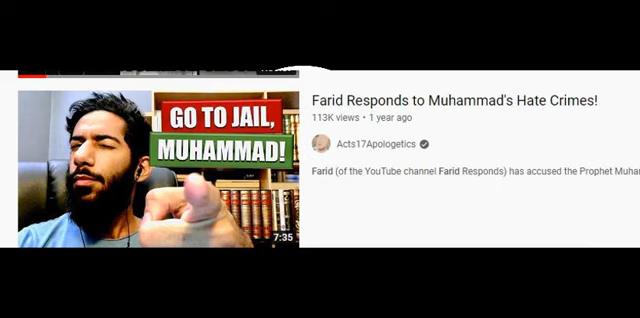 GO TO JAIL,
MUHAMMAD!
7:35
Farid Responds to Muhammad's Hate Crimes!
113K views • 1 year ago
Acts17Apologetics
Farid (of the YouTube channel Farid Responds) has accused the Prophet Muha